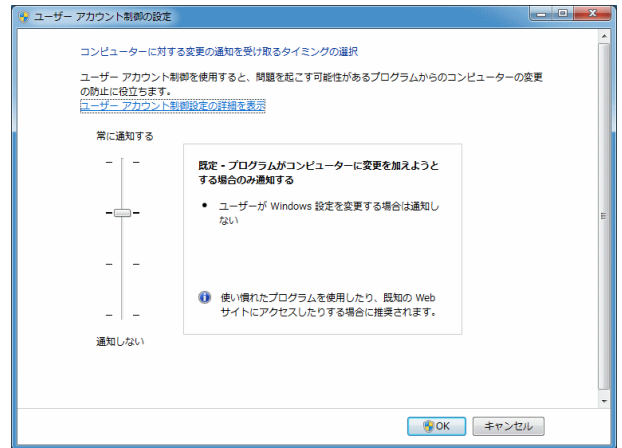 ユーザー アカウント制御の設定
コンピューターに対する変更の通知を受け取るタイミングの選択
ユーザー アカウント制御を使用すると、問題を起こす可能性があるプログラムからのコンピューターの変更
の防止に役立ちます。
ユーザー アカウント制御設定の詳細を表示
常に通知する
既定 - プログラムがコンピューターに変更を加えようと
する場合のみ通知する
• ユーザーが Windows 設定を変更する場合は通知し
ない
使い慣れたプログラムを使用したり、既知の Web
サイトにアクセスしたりする場合に推奨されます。
通知しない
OK
キャンセル